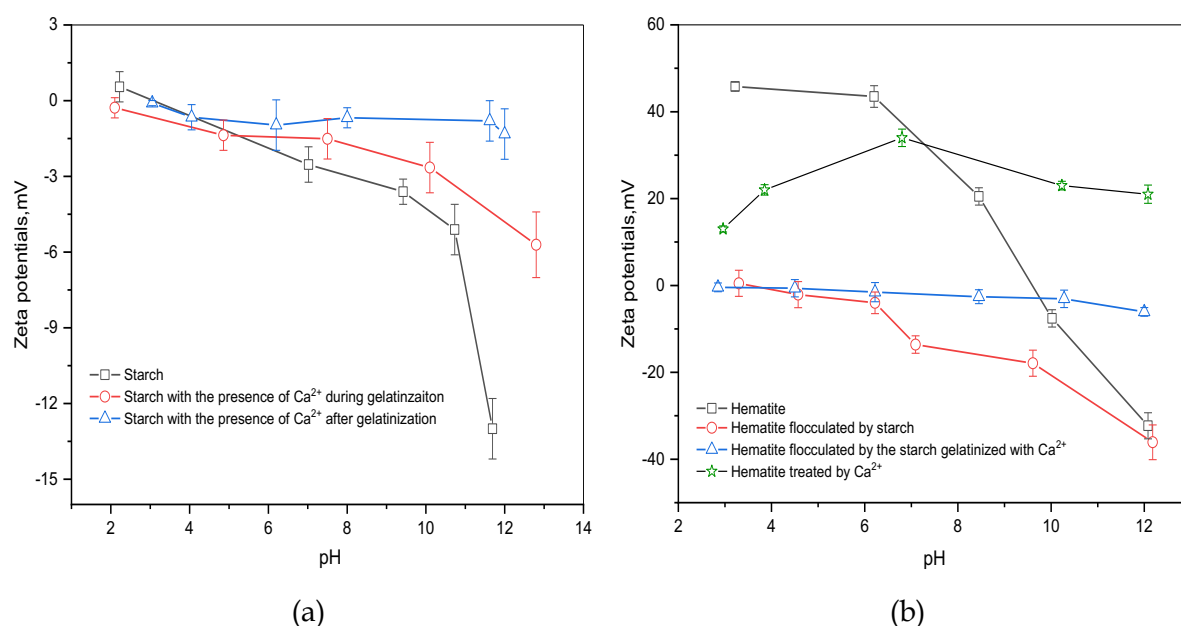 (a)
3
0
-3
-6
-9
-12
-15
Zeta potentials,mV
Starch
Starch with the presence of Ca²⁺ during gelatinzaiton
Starch with the presence of Ca²⁺ after gelatinization
2 4 6 8 10 12 14
pH
(a)
(b)
60
40
20
0
-20
-40
Zeta potentials,mV
Hematite
Hematite flocculated by starch
Hematite flocculated by the starch gelatinized with Ca²⁺
Hematite treated by Ca²⁺
2 4 6 8 10 12
pH
(b)